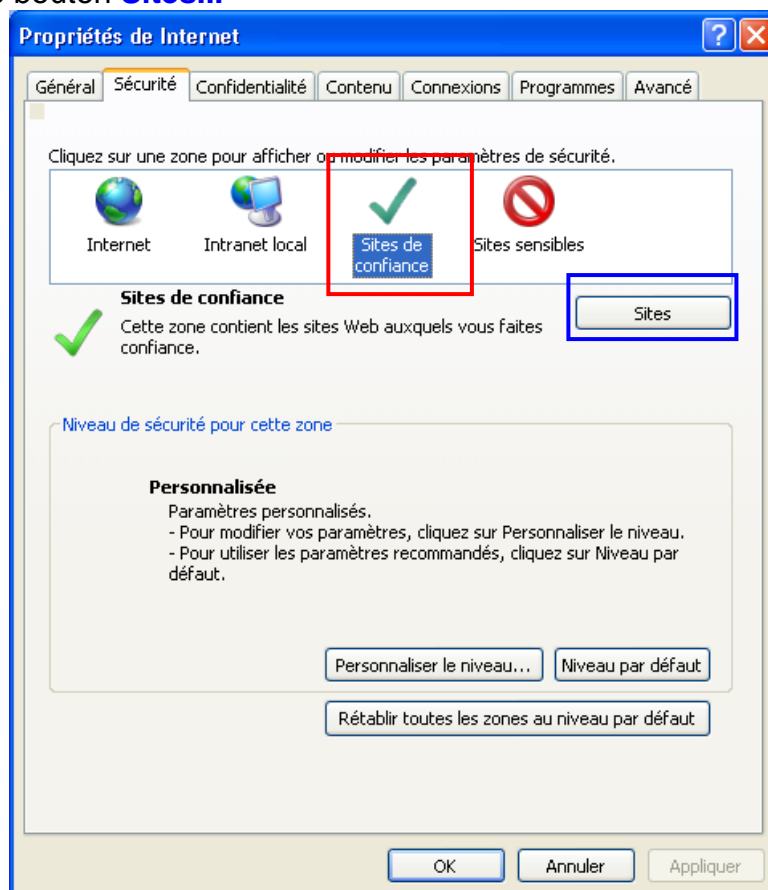 bouton Sites...
Propriétés de Internet
Général Sécurité Confidentialité Contenu Connexions Programmes Avancé
Cliquez sur une zone pour afficher ou modifier les paramètres de sécurité.
Internet Intranet local Sites de confiance Sites sensibles
Sites de confiance
Sites
Cette zone contient les sites Web auxquels vous faites
confiance.
Niveau de sécurité pour cette zone
Personnalisée
Paramètres personnalisés.
- Pour modifier vos paramètres, cliquez sur Personnaliser le niveau.
- Pour utiliser les paramètres recommandés, cliquez sur Niveau par
défaut.
Personnaliser le niveau... Niveau par défaut
Rétablir toutes les zones au niveau par défaut
OK Annuler Appliquer